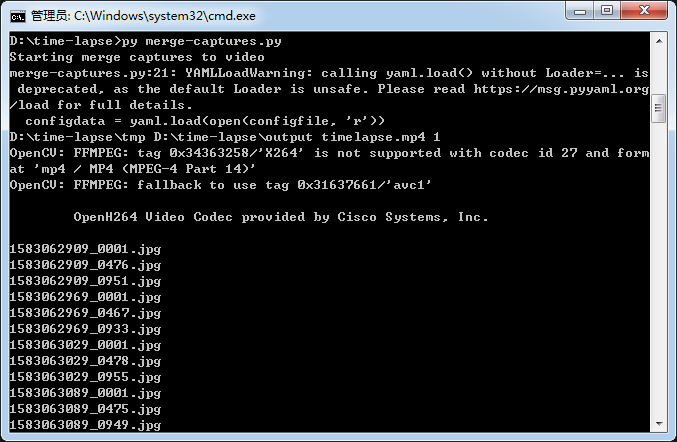 管理员: C:\Windows\system32\cmd.exe
D:\time-lapse>py merge-captures.py
Starting merge captures to video
merge-captures.py:21: YAMLLoadWarning: calling yaml.load() without Loader=... is
 deprecated, as the default Loader is unsafe. Please read https://msg.pyyaml.org
/load for full details.
  configdata = yaml.load(open(configfile, 'r'))
D:\time-lapse\tmp D:\time-lapse\output timelapse.mp4 1
OpenCV: FFMPEG: tag 0x34363258/'X264' is not supported with codec id 27 and form
at 'mp4 / MP4 (MPEG-4 Part 14)'
OpenCV: FFMPEG: fallback to use tag 0x31637661/'avc1'
        OpenH264 Video Codec provided by Cisco Systems, Inc.
1583062909_0001.jpg
1583062909_0476.jpg
1583062909_0951.jpg
1583062969_0001.jpg
1583062969_0467.jpg
1583062969_0933.jpg
1583063029_0001.jpg
1583063029_0478.jpg
1583063029_0955.jpg
1583063089_0001.jpg
1583063089_0475.jpg
1583063089_0949.jpg